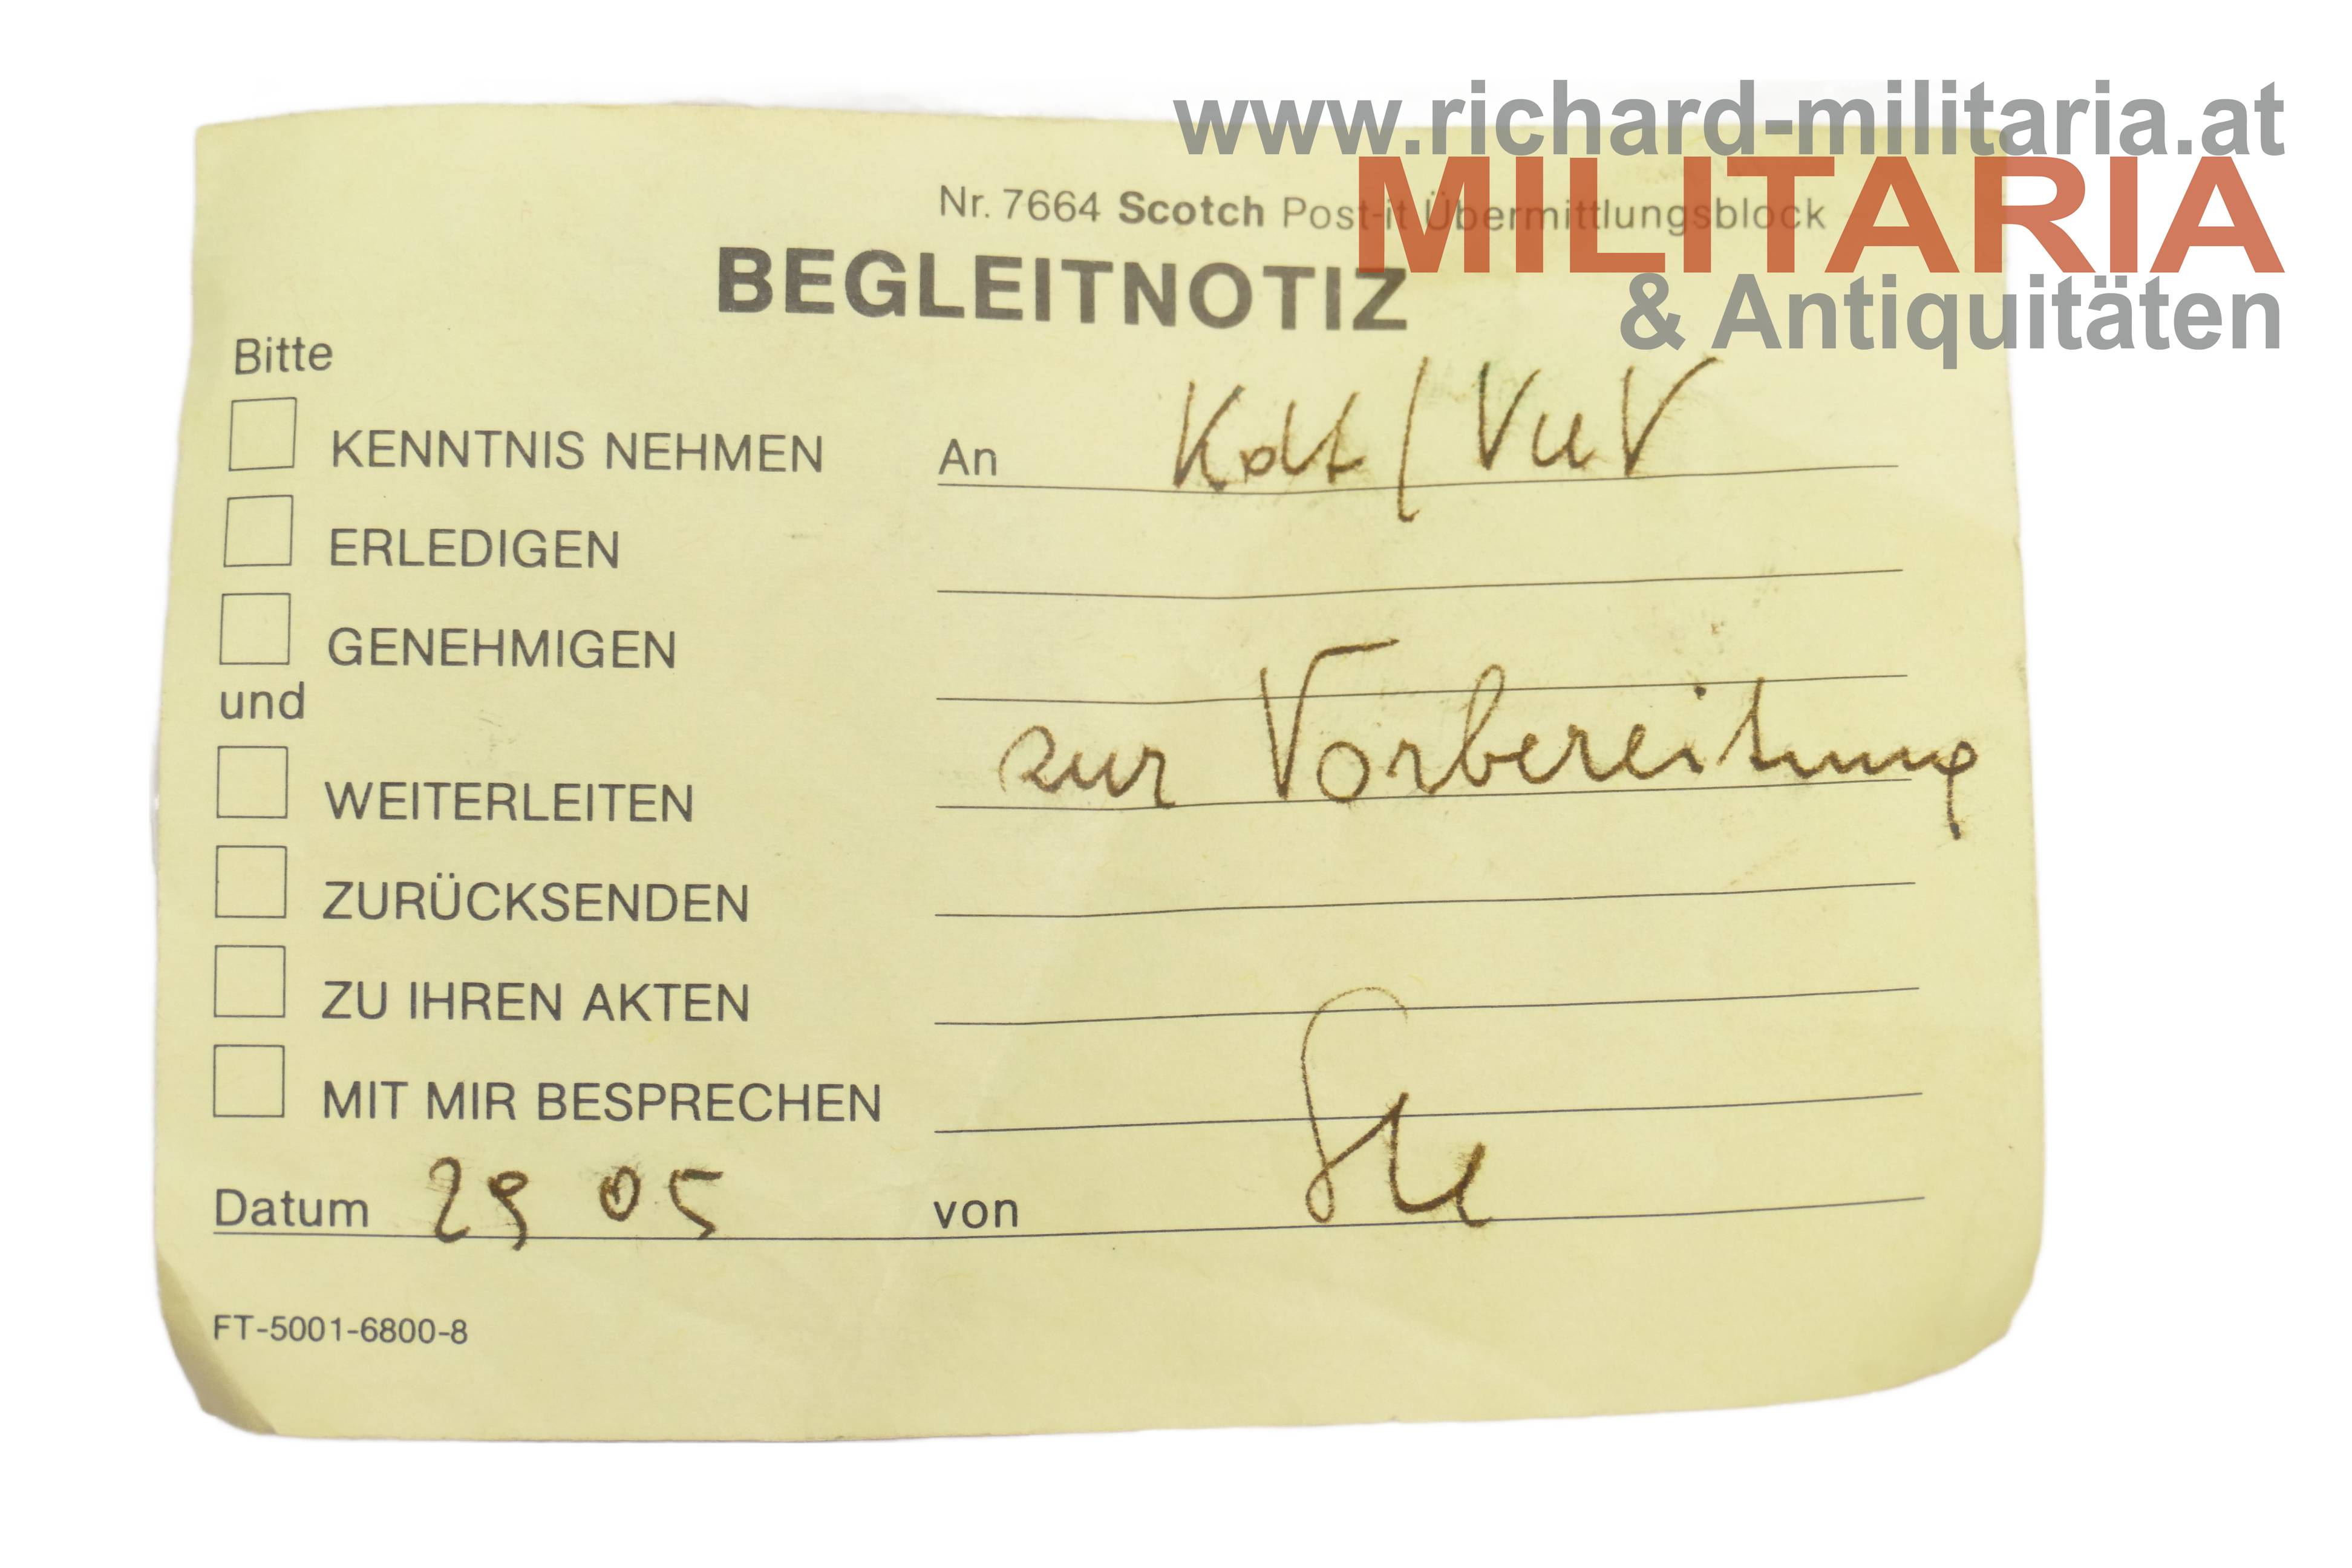 www.richard-militaria.at
MILITARIA
& Antiquitäten
Nr. 7664 Scotch Post-it Übermittlungsblock
BEGLEITNOTIZ
Bitte
KENNTNIS NEHMEN
An Kdt / VuV
ERLEDIGEN
GENEHMIGEN
und
zur Vorbereitung
WEITERLEITEN
ZURÜCKSENDEN
ZU IHREN AKTEN
MIT MIR BESPRECHEN
Datum 29 05 von
FT-5001-6800-8